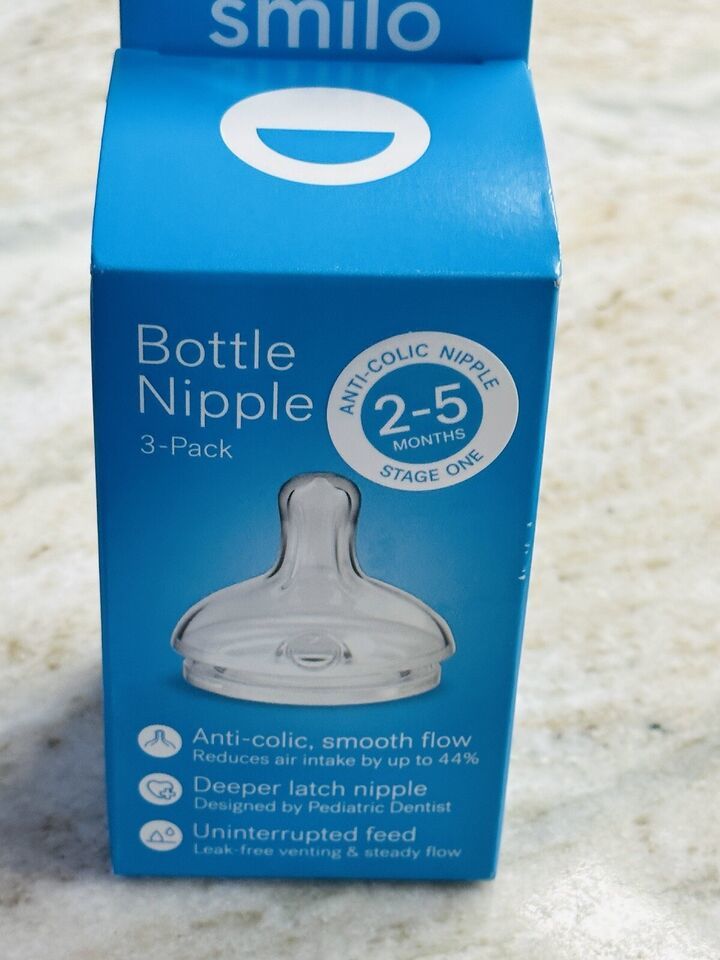 smilo
Bottle
Nipple
3-Pack
ANTI-COLIC NIPPLE
2-5
MONTHS
STAGE ONE
Anti-colic, smooth flow
Reduces air intake by up to 44%
Deeper latch nipple
Designed by Pediatric Dentist
Uninterrupted feed
Leak-free venting & steady flow